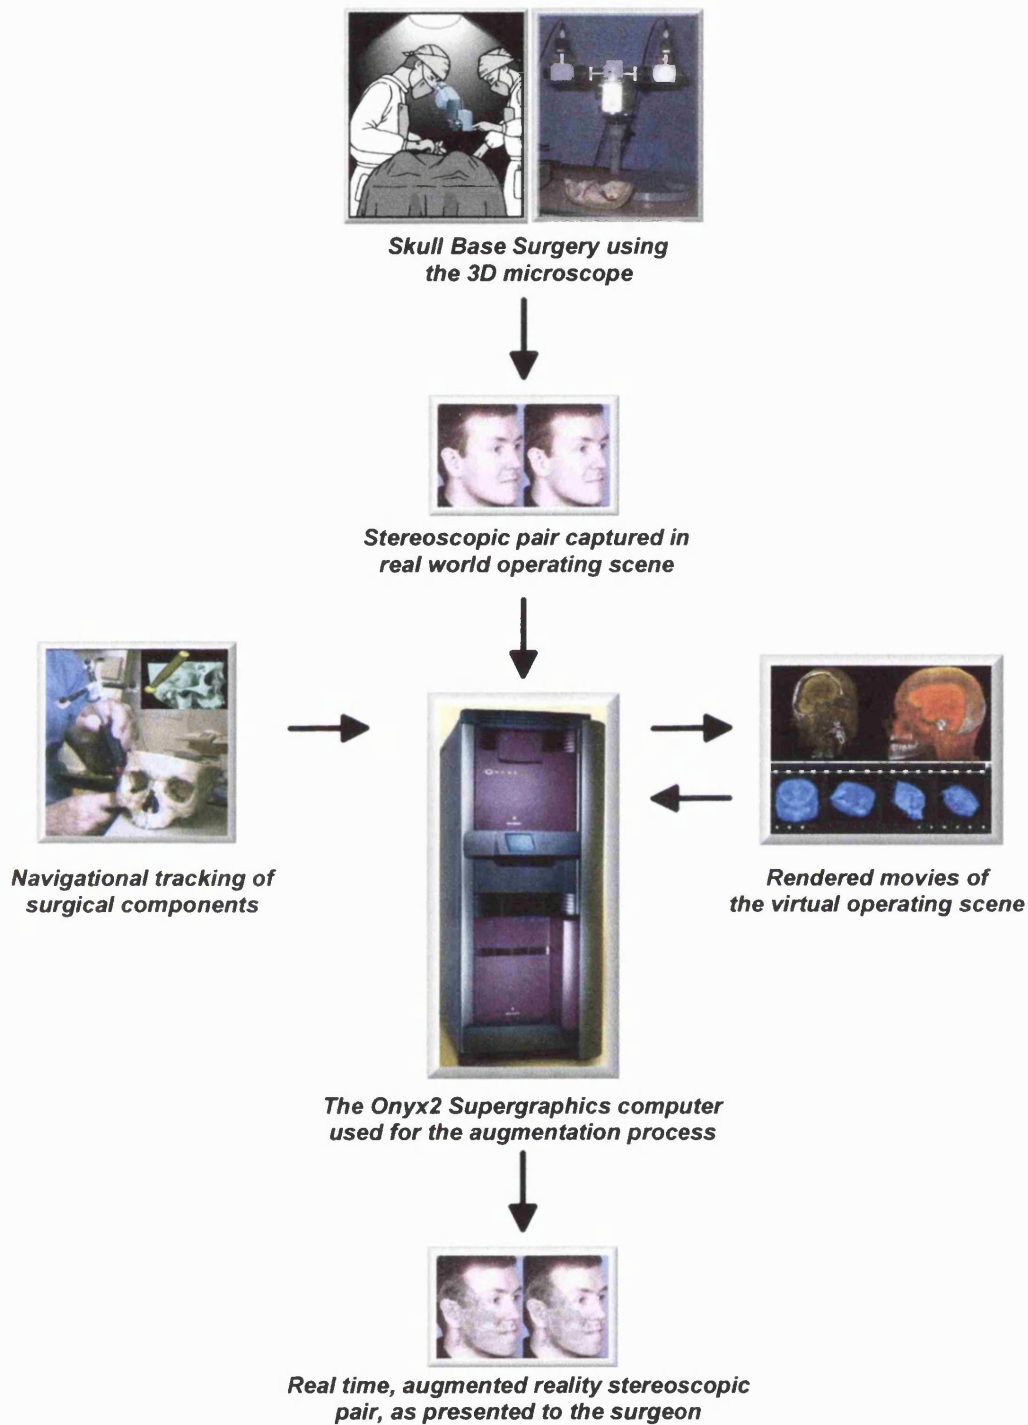 Skull Base Surgery using
the 3D microscope
Stereoscopic pair captured in
real world operating scene
Navigational tracking of
surgical components
Rendered movies of
the virtual operating scene
The Onyx2 Supergraphics computer
used for the augmentation process
Real time, augmented reality stereoscopic
pair, as presented to the surgeon